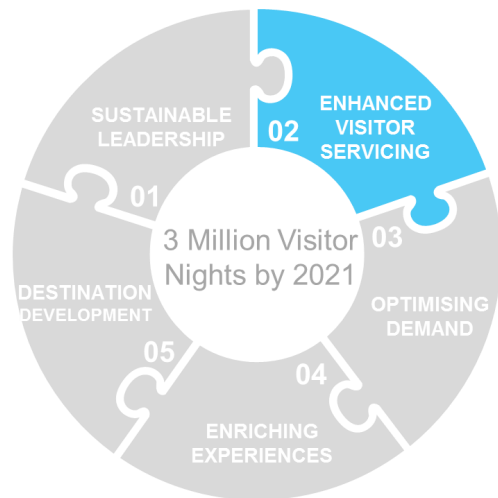 SUSTAINABLE
LEADERSHIP
01
ENHANCED
VISITOR
SERVICING
02
03
OPTIMISING
DEMAND
04
ENRICHING
EXPERIENCES
05
DESTINATION
DEVELOPMENT
3 Million Visitor
Nights by 2021